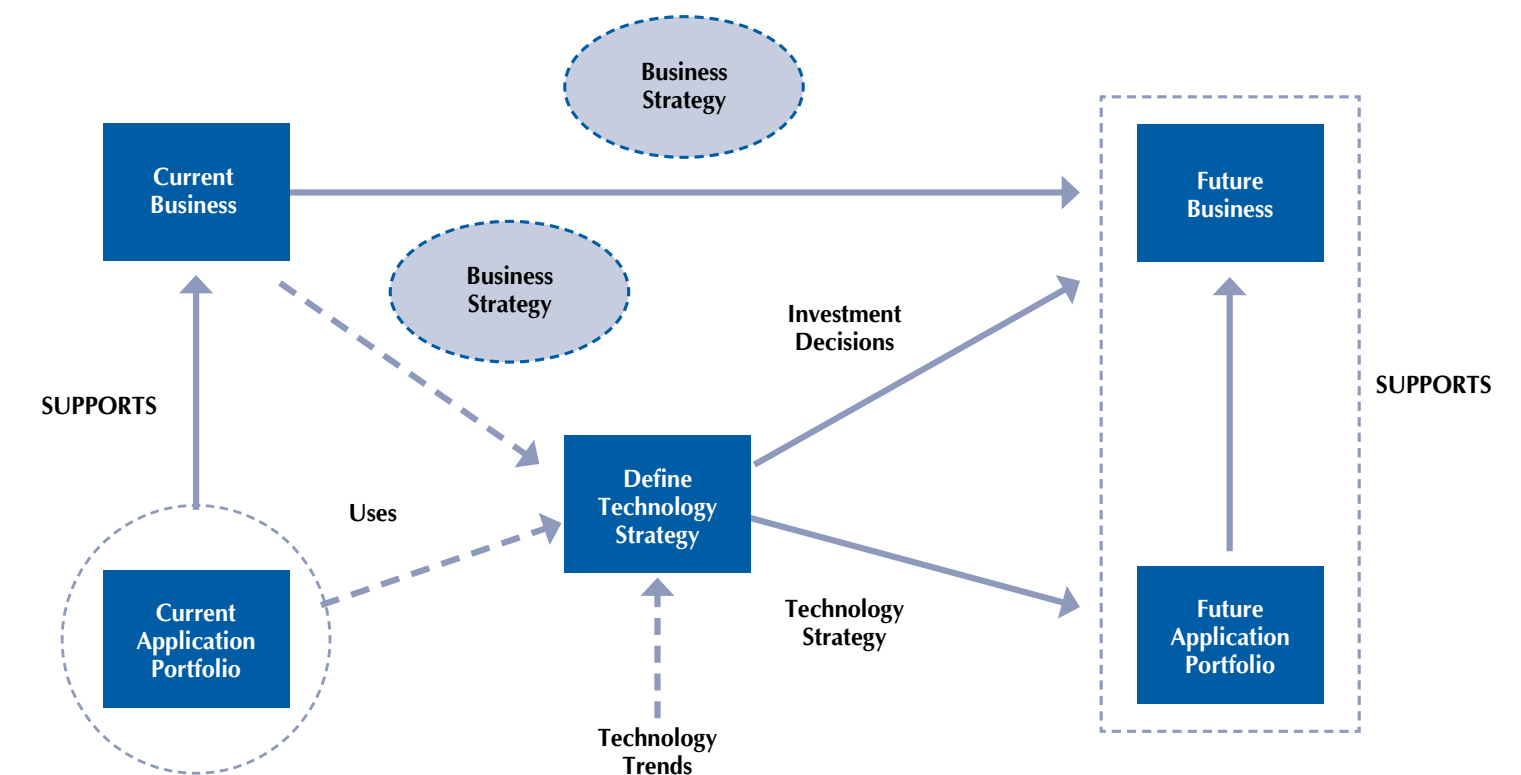 Business
Strategy
Current
Business
Future
Business
Business
Strategy
Investment
Decisions
SUPPORTS
SUPPORTS
Define
Technology
Strategy
Uses
Current
Application
Portfolio
Technology
Strategy
Future
Application
Portfolio
Technology
Trends